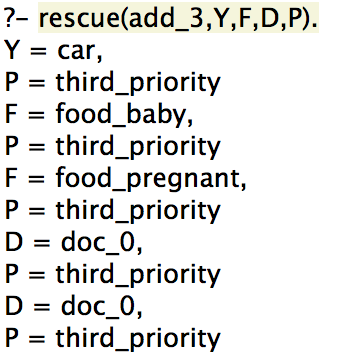 ?- rescue(add_3,Y,F,D,P).
Y = car,
P = third_priority
F = food_baby,
P = third_priority
F = food_pregnant,
P = third_priority
D = doc_0,
P = third_priority
D = doc_0,
P = third_priority